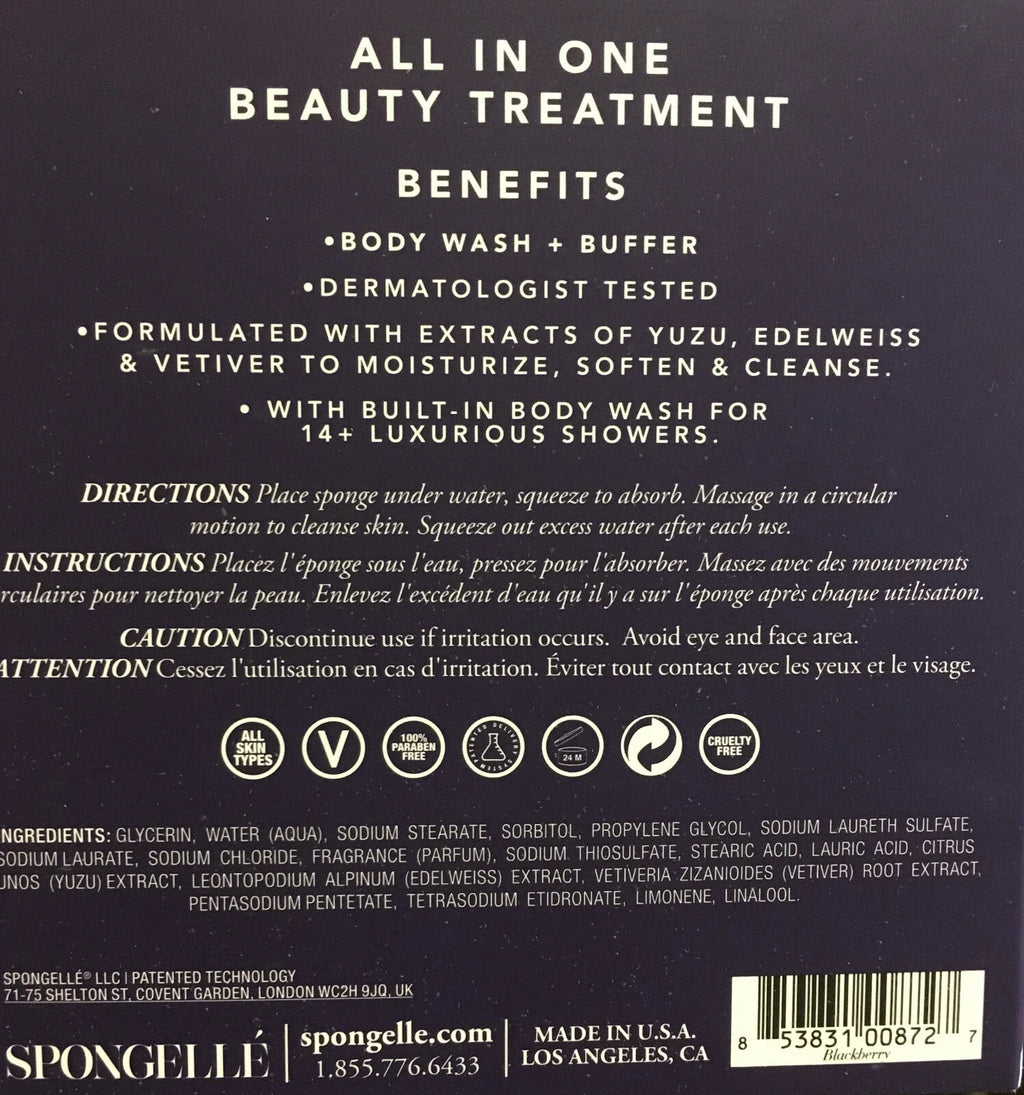 ALL IN ONE
BEAUTY TREATMENT
BENEFITS
•BODY WASH + BUFFER
•DERMATOLOGIST TESTED
•FORMULATED WITH EXTRACTS OF YUZU, EDELWEISS
& VETIVER TO MOISTURIZE, SOFTEN & CLEANSE.
• WITH BUILT-IN BODY WASH FOR
14+ LUXURIOUS SHOWERS.
DIRECTIONS Place sponge under water, squeeze to absorb. Massage in a circular
motion to cleanse skin. Squeeze out excess water after each use.
INSTRUCTIONS Placez l'éponge sous l'eau, pressez pour l'absorber. Massez avec des mouvements
rculaires pour nettoyer la peau. Enlevez l'excédent d'eau qu'il y a sur l'éponge après chaque utilisation.
CAUTION Discontinue use if irritation occurs. Avoid eye and face area.
ATTENTION Cessez l'utilisation en cas d'irritation. Éviter tout contact avec les yeux et le visage.
ALL SKIN TYPES V 100% PARABEN FREE PATENTED DELIVERY SYSTEM 24 M CRUELTY FREE
NGREDIENTS: GLYCERIN, WATER (AQUA), SODIUM STEARATE, SORBITOL, PROPYLENE GLYCOL, SODIUM LAURETH SULFATE,
SODIUM LAURATE, SODIUM CHLORIDE, FRAGRANCE (PARFUM), SODIUM THIOSULFATE, STEARIC ACID, LAURIC ACID, CITRUS
UNOS (YUZU) EXTRACT, LEONTOPODIUM ALPINUM (EDELWEISS) EXTRACT, VETIVERIA ZIZANIOIDES (VETIVER) ROOT EXTRACT,
PENTASODIUM PENTETATE, TETRASODIUM ETIDRONATE, LIMONENE, LINALOOL.
SPONGELLÉ® LLC | PATENTED TECHNOLOGY
71-75 SHELTON ST, COVENT GARDEN, LONDON WC2H 9JQ, UK
SPONGELLÉ
spongelle.com
1.855.776.6433
MADE IN U.S.A.
LOS ANGELES, CA
8 53831 00872 7
Blackberry